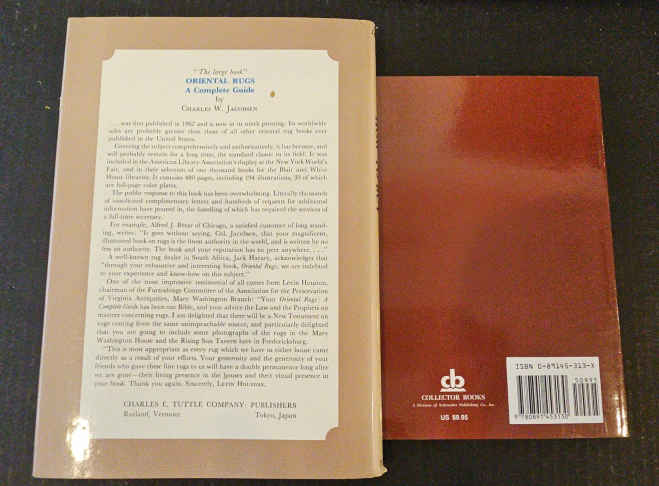 "The large book"
ORIENTAL RUGS
A Complete Guide
by
CHARLES W. JACOBSEN
. . . was first published in 1962 and is now in its ninth printing. Its worldwide
sales are probably greater than those of all other oriental rug books ever
published in the United States.
Covering the subject comprehensively and authoritatively, it has become, and
will probably remain for a long time, the standard classic in its field. It was
included in the American Library Association's display at the New York World's
Fair, and in their selection of one thousand books for the Blair and White
House libraries. It contains 480 pages, including 194 illustrations, 39 of which
are full-page color plates.
The public response to this book has been overwhelming. Literally thousands
of unsolicited complimentary letters and hundreds of requests for additional
information have poured in, the handling of which has required the services of
a full-time secretary.
For example, Alfred J. of Chicago, a satisfied customer of long stand-
ing, writes: "It goes without saying, Col. Jacobsen, that your magnificent,
illustrated book on rugs is the finest authority in the world, and is written by no
less an authority. The book and your reputation has no peer anywhere. . . ."
A well-known rug dealer in South Africa, Jack Harary, acknowledges that
"through your exhaustive and interesting book, Oriental Rugs, we are indebted
to your experience and know-how on this subject."
One of the most impressive testimonial of all comes from Levin Houston,
chairman of the Furnishings Committee of the Association for the Preservation
of Virginia Antiquities, Mary Washington Branch: "Your Oriental Rugs: A
Complete Guide has been our Bible, and your advice the Law and the Prophets on
matters concerning rugs. I am delighted that there will be a New Testament on
rugs coming from the same unimpeachable source, and particularly delighted
that you are going to include some photographs of the rugs in the Mary
Washington House and the Rising Sun Tavern here in Fredericksburg.
"This is most appropriate as every rug which we have in either house came
directly as a result of your efforts. Your generosity and the generosity of your
friends who gave these fine rugs to us will have a double permanence long after
we are gone—their living presence in the houses and their visual presence in
your book. Thank you again. Sincerely, LEVIN HOUSTON."
CHARLES E. TUTTLE COMPANY: PUBLISHERS
Rutland, Vermont Tokyo, Japan
cb
COLLECTOR BOOKS
A Division of Schroeder Publishing Co., Inc.
US $8.95
ISBN 0-89145-313-X
50895
9 780891 453130